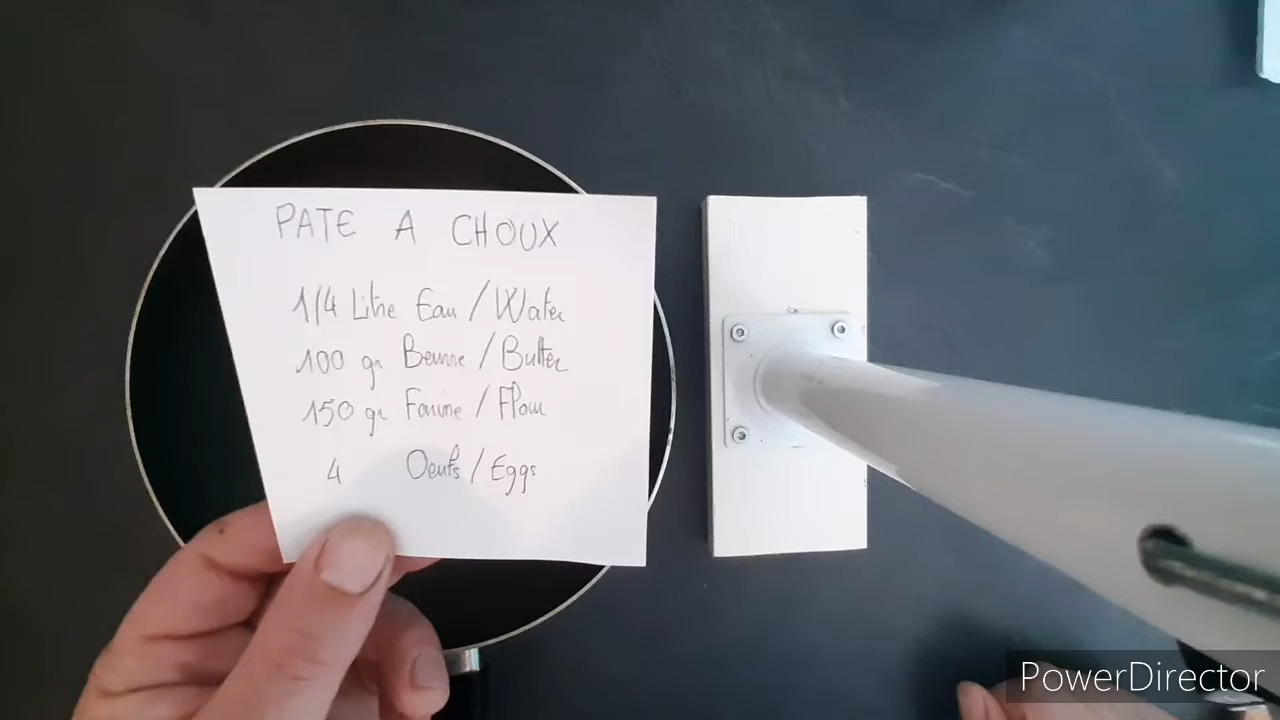 PATE A CHOUX
1/4 Litre Eau / Water
100 gr Beurre / Butter
150 gr Farine / Flour
4 Oeufs / Eggs
PowerDirector